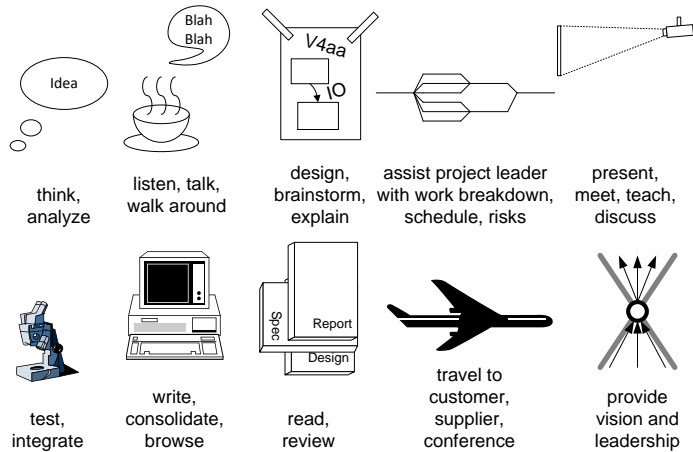 Blah
Blah
Idea
V4aa
IO
think,
analyze
listen, talk,
walk around
design,
brainstorm,
explain
assist project leader
with work breakdown,
schedule, risks
present,
meet, teach,
discuss
Spec
Report
Design
test,
integrate
write,
consolidate,
browse
read,
review
travel to
customer,
supplier,
conference
provide
vision and
leadership